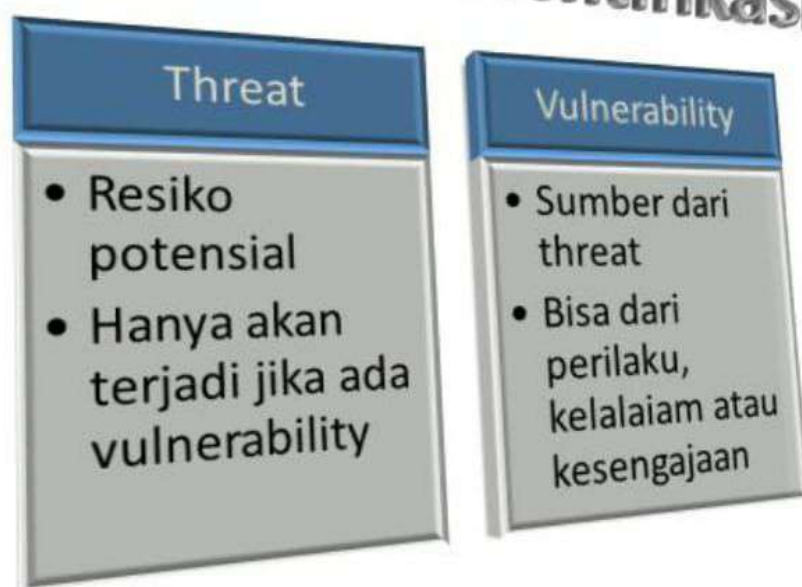 Threat
• Resiko
potensial
• Hanya akan
terjadi jika ada
vulnerability
Vulnerability
• Sumber dari
threat
• Bisa dari
perilaku,
kelalaiam atau
kesengajaan